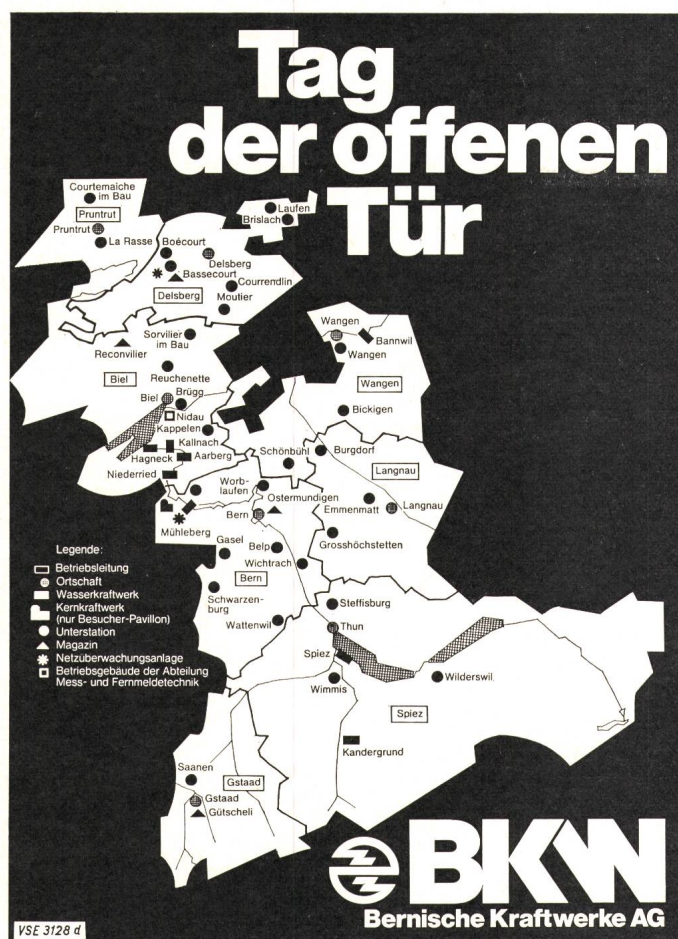 Tag
der offenen
Tür
Courtemaiche
im Bau
Pruntrut
Pruntrut
La Rasse
Laufen
Brislach
Boécourt
Delsberg
Bassecourt
Courrendlin
Delsberg
Moutier
Sorvilier
im Bau
Reconvilier
Biel
Reuchenette
Biel
Brügg
Nidau
Kappelen
Kallnach
Hagneck
Aarberg
Niederried
Wangen
Bannwil
Wangen
Wangen
Bickigen
Schönbühl
Burgdorf
Langnau
Worb-
laufen
Ostermundigen
Emmenmatt
Langnau
Bern
Mühleberg
Grosshöchstetten
Gasel
Belp
Wichtrach
Bern
Schwarzen-
burg
Wattenwil
Steffisburg
Thun
Spiez
Wimmis
Wilderswil
Spiez
Kandergrund
Saanen
Gstaad
Gstaad
Gütscheli
Legende:
Betriebsleitung
Ortschaft
Wasserkraftwerk
Kernkraftwerk
(nur Besucher-Pavillon)
Unterstation
Magazin
Netzüberwachungsanlage
Betriebsgebäude der Abteilung
Mess- und Fernmeldetechnik
BKW
Bernische Kraftwerke AG
VSE 3128 d